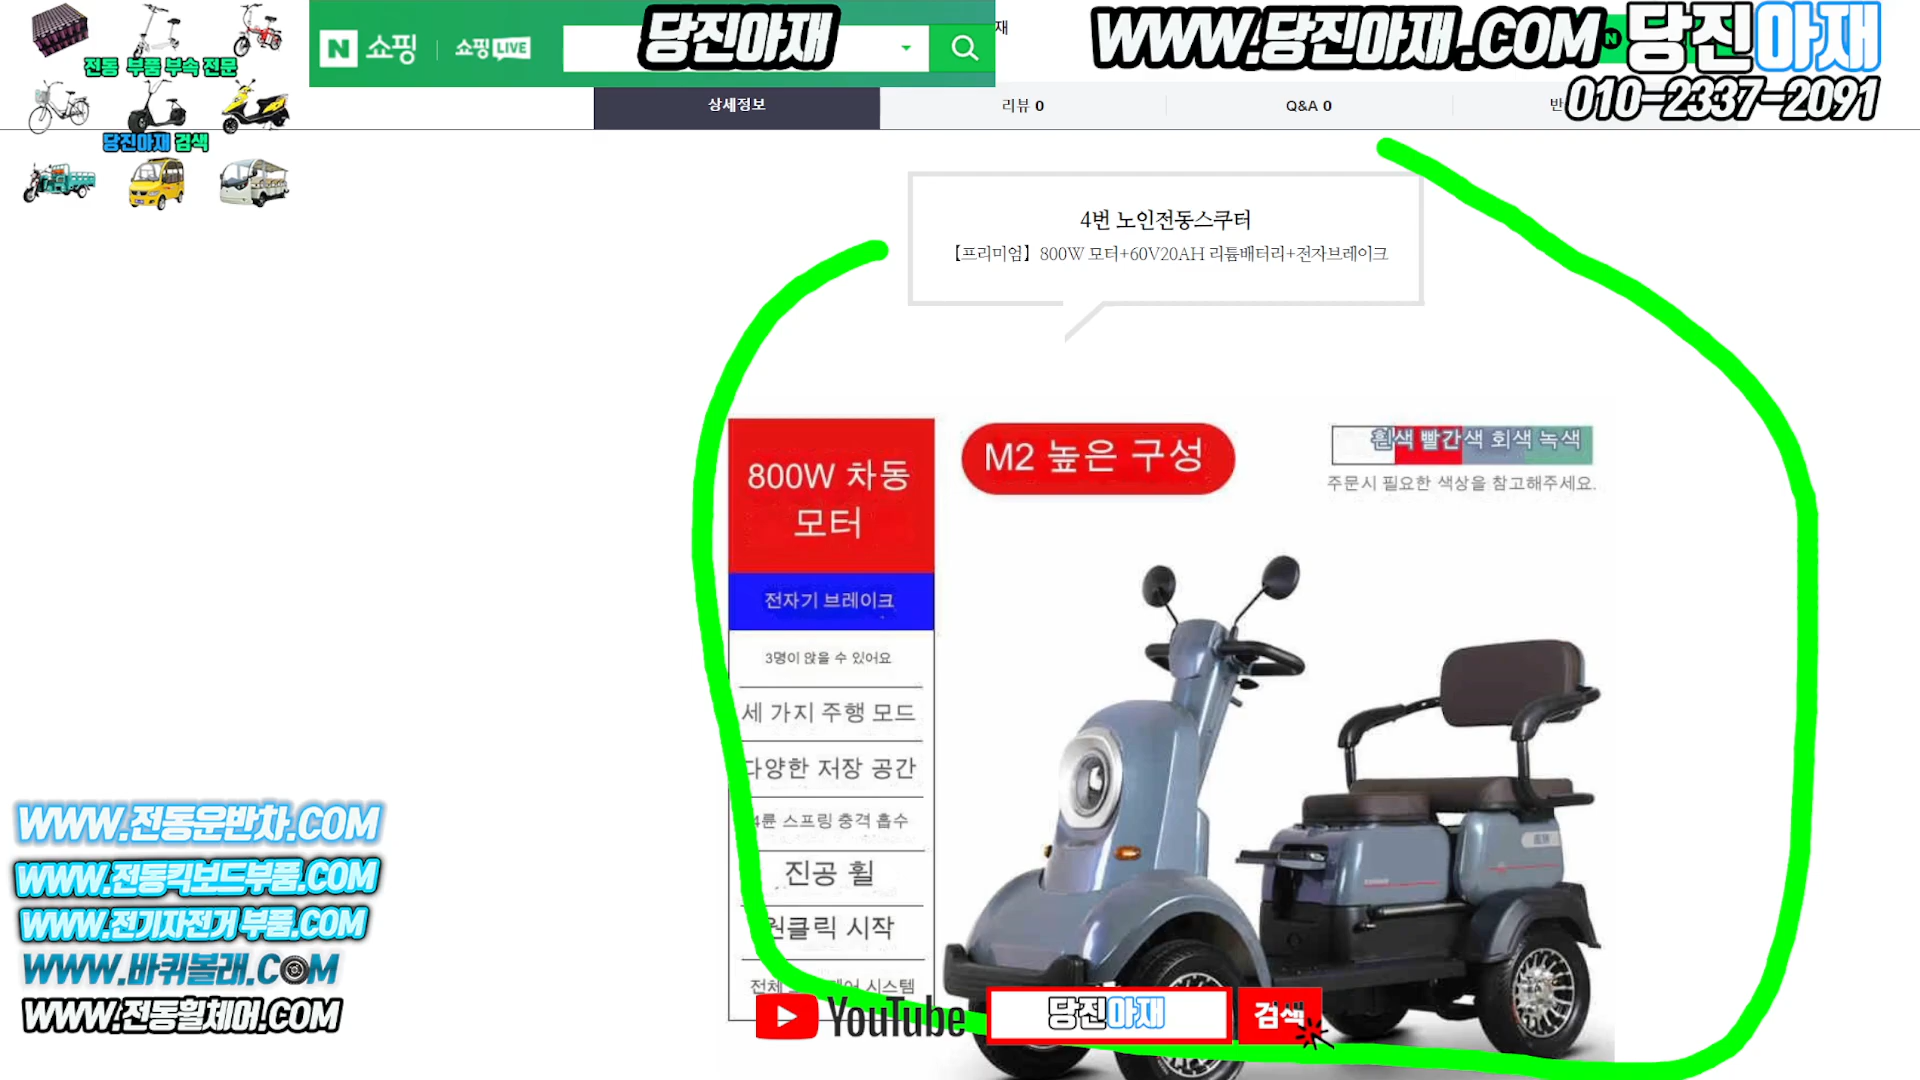 전동 부품 부속 전문
당진아재 검색
N 쇼핑 쇼핑LIVE
당진아재
재
WWW.당진아재.COM
당진아재
010-2337-2091
상세정보
리뷰 0
Q&A 0
반
4번 노인전동스쿠터
【프리미엄】 800W 모터+60V20AH 리튬배터리+전자브레이크
800W 차동
모터
M2 높은 구성
흰색 빨간색 회색 녹색
주문시 필요한 색상을 참고해주세요.
전자기 브레이크
3명이 앉을 수 있어요
세 가지 주행 모드
다양한 저장 공간
4륜 스프링 충격 흡수
진공 휠
원클릭 시작
전체
시스템
WWW.전동운반차.COM
WWW.전동킥보드부품.COM
WWW.전기자전거 부품.COM
WWW.바퀴볼래.COM
WWW.전동휠체어.COM
YouTube 당진아재 검색